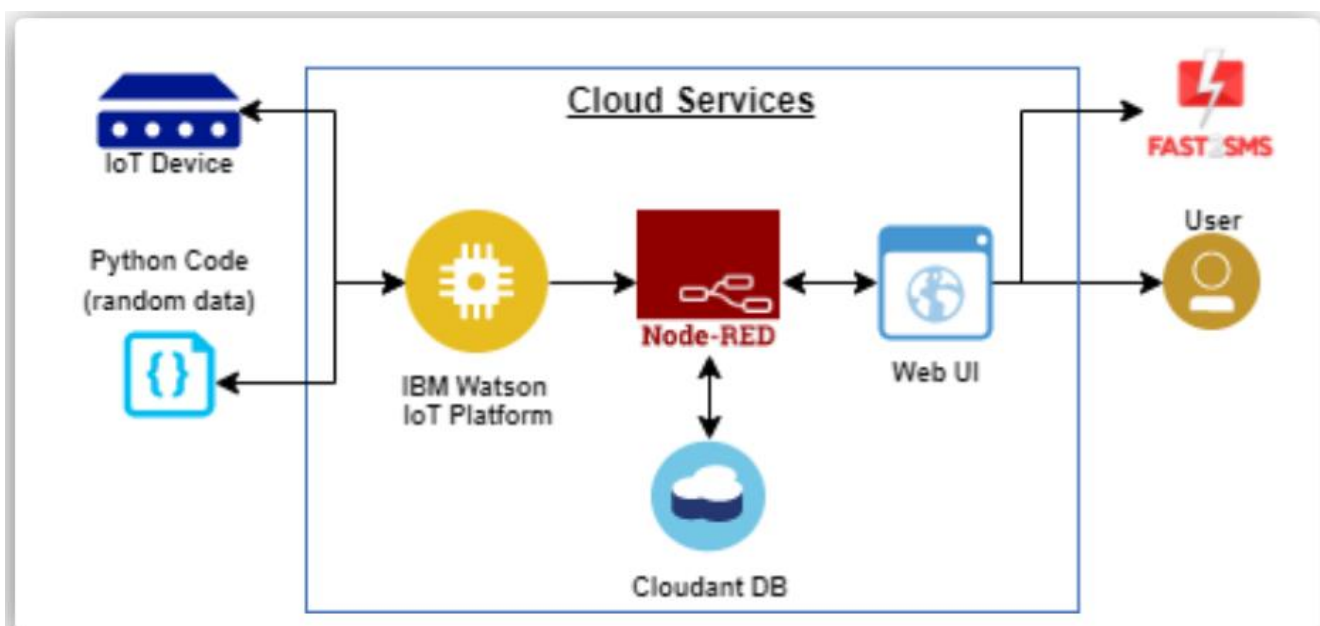 Cloud Services
IoT Device
FAST2SMS
User
Python Code
(random data)
{}
Node-RED
IBM Watson
IoT Platform
Web UI
Cloudant DB